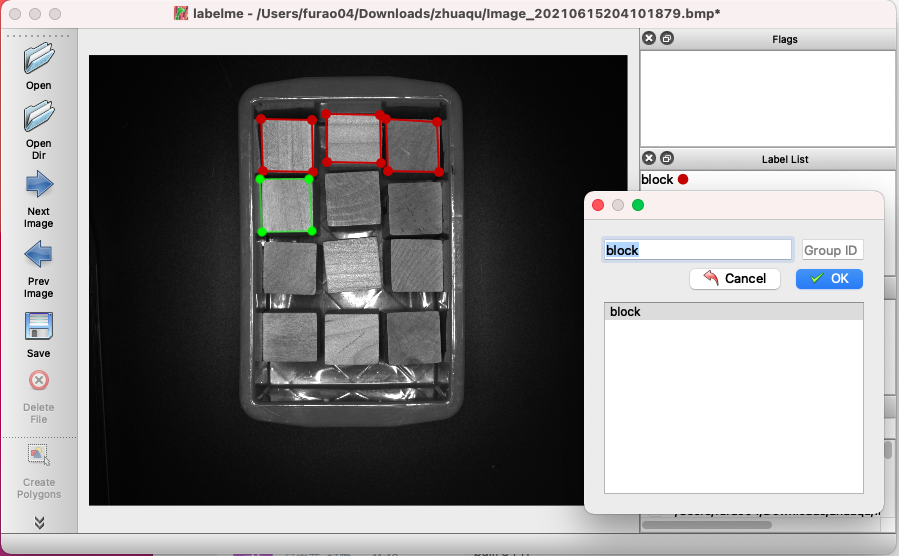 labelme - /Users/furao04/Downloads/zhuaqu/Image_20210615204101879.bmp*
Open
Open
Dir
Next
Image
Prev
Image
Save
Delete
File
Create
Polygons
Flags
Label List
block
block
Group ID
Cancel
OK
block